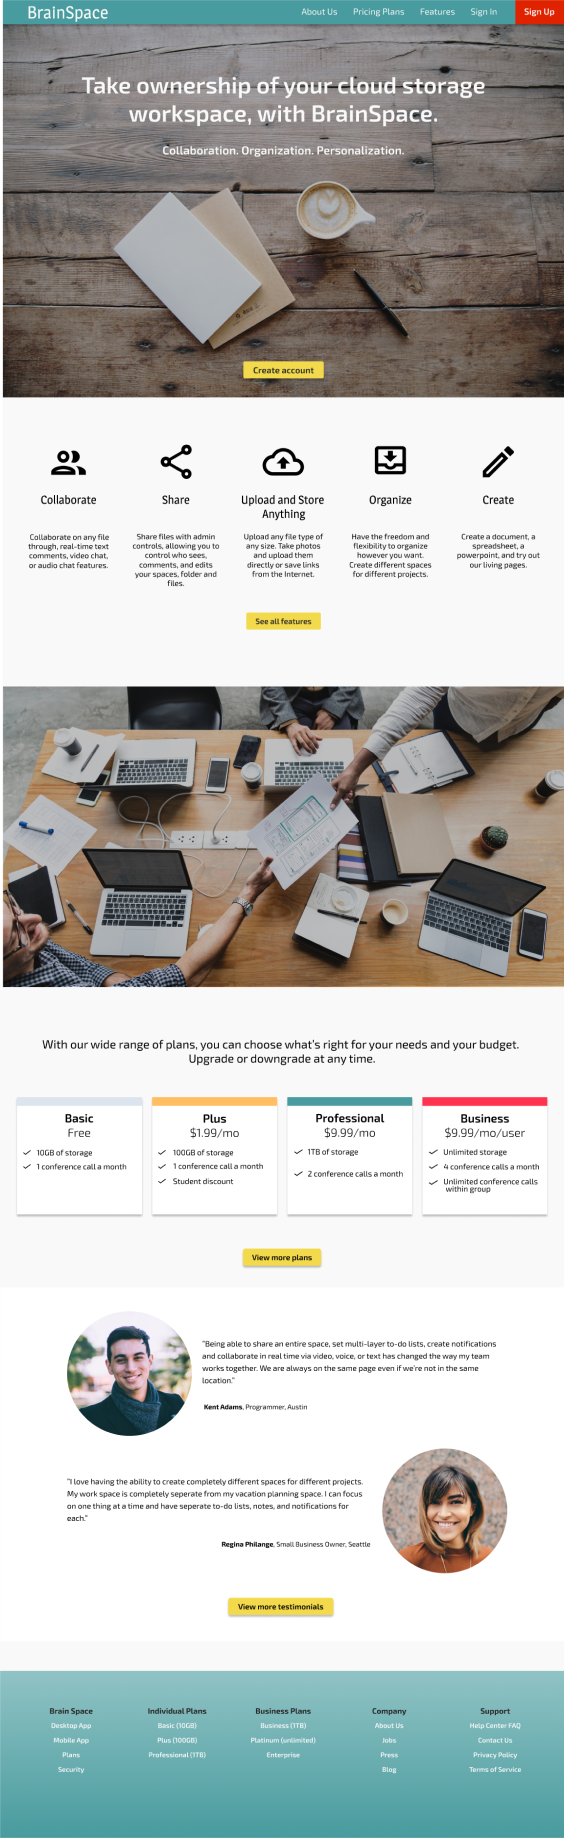 BrainSpace
About Us
Pricing Plans
Features
Sign In
Sign Up
Take ownership of your cloud storage
workspace, with BrainSpace.
Collaboration. Organization. Personalization.
Create account
Collaborate
Collaborate on any file
through, real-time text
comments, video chat,
or audio chat features.
Share
Share files with admin
controls, allowing you to
control who sees,
comments, and edits
your spaces, folder and
files.
Upload and Store
Anything
Upload any file type of
any size. Take photos
and upload them
directly or save links
from the Internet.
Organize
Have the freedom and
flexibility to organize
however you want.
Create different spaces
for different projects.
Create
Create a document, a
spreadsheet, a
powerpoint, and try out
our living pages.
See all features
With our wide range of plans, you can choose what's right for your needs and your budget.
Upgrade or downgrade at any time.
Basic
Free
10GB of storage
1 conference call a month
Plus
$1.99/mo
100GB of storage
1 conference call a month
Student discount
Professional
$9.99/mo
1TB of storage
2 conference calls a month
Business
$9.99/mo/user
Unlimited storage
4 conference calls a month
Unlimited conference calls
within group
View more plans
"Being able to share an entire space, set multi-layer to-do lists, create notifications
and collaborate in real time via video, voice, or text has changed the way my team
works together. We are always on the same page even if we're not in the same
location."
Kent Adams, Programmer, Austin
"I love having the ability to create completely different spaces for different projects.
My work space is completely seperate from my vacation planning space. I can focus
on one thing at a time and have seperate to-do lists, notes, and notifications for
each."
Regina Philange, Small Business Owner, Seattle
View more testimonials
Brain Space
Desktop App
Mobile App
Plans
Security
Individual Plans
Basic (10GB)
Plus (100GB)
Professional (1TB)
Business Plans
Business (1TB)
Platinum (unlimited)
Enterprise
Company
About Us
Jobs
Press
Blog
Support
Help Center FAQ
Contact Us
Privacy Policy
Terms of Service